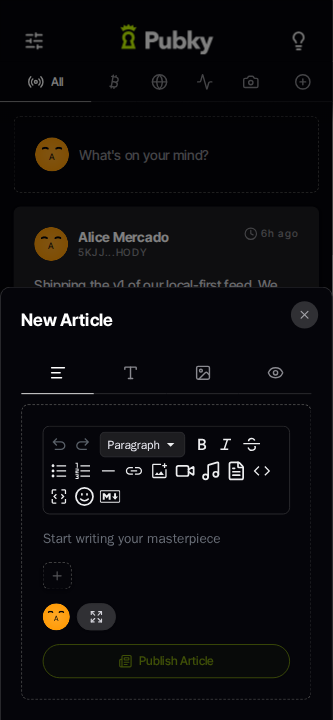 Pubky
All
What's on your mind?
Alice Mercado
6h ago
5KJJ...HODY
Shipping the v1 of our local-first feed. We
New Article
Paragraph
B I S
M↓
Start writing your masterpiece
Publish Article